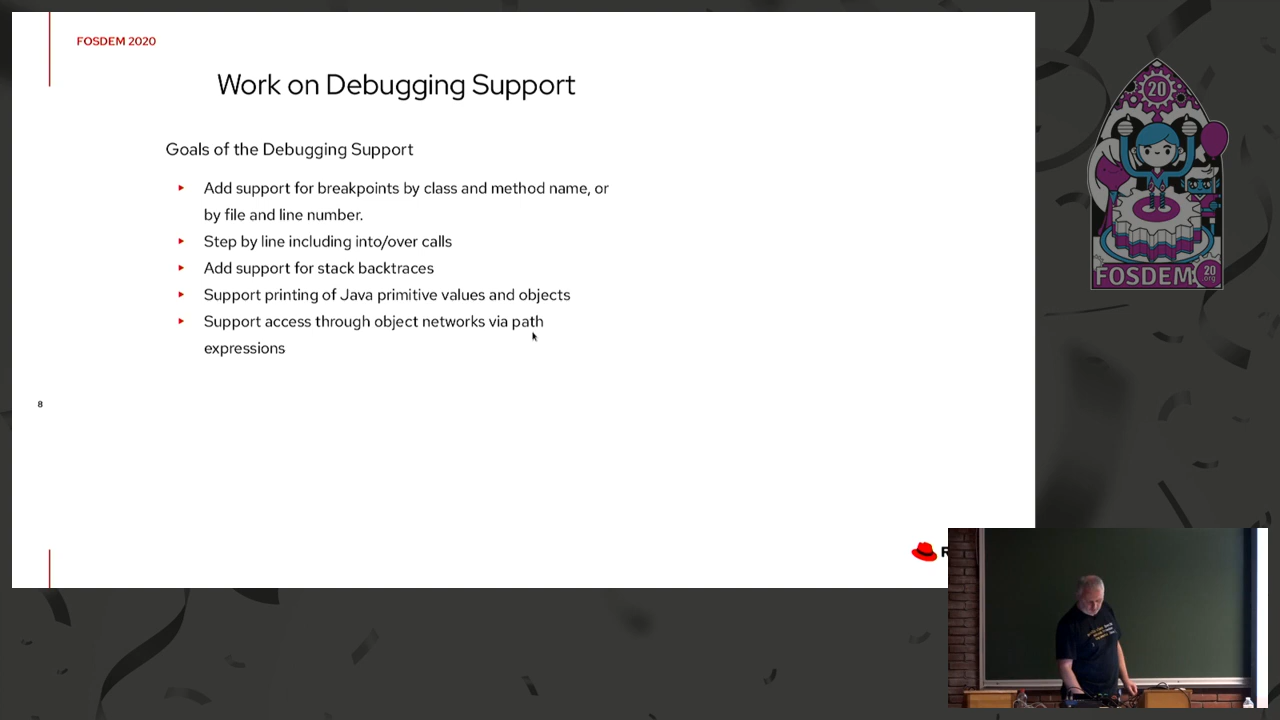 FOSDEM 2020
Work on Debugging Support
Goals of the Debugging Support
Add support for breakpoints by class and method name, or
by file and line number.
Step by line including into/over calls
Add support for stack backtraces
Support printing of Java primitive values and objects
Support access through object networks via path
expressions
8
20
FOSDEM
20
.org